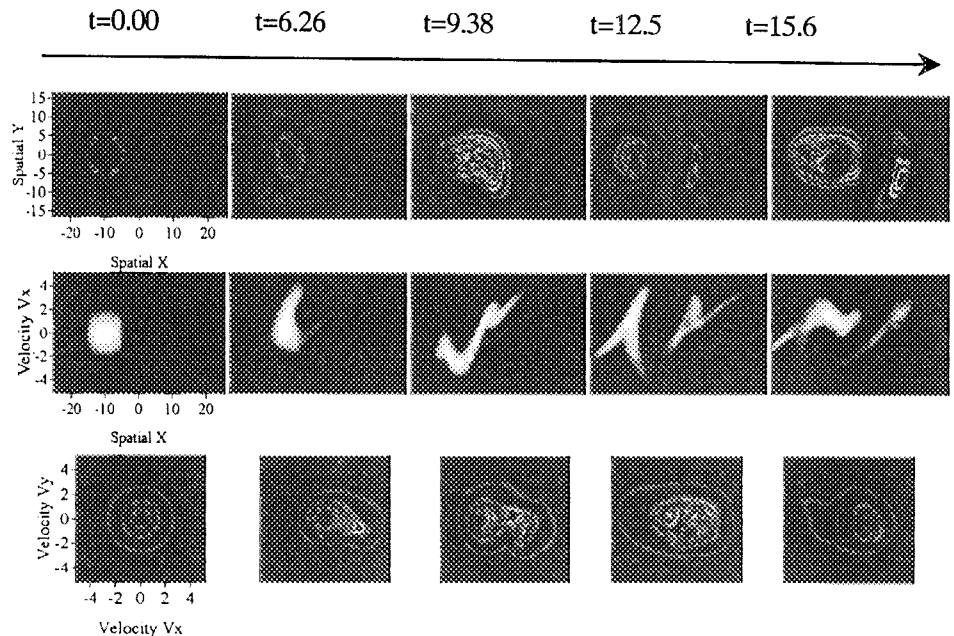 t=0.00 t=6.26 t=9.38 t=12.5 t=15.6
Spatial Y
15
10
5
0
-5
-10
-15
-20 -10 0 10 20
Spatial X
Velocity Vx
4
2
0
-2
-4
-20 -10 0 10 20
Spatial X
Velocity Vy
4
2
0
-2
-4
-4 -2 0 2 4
Velocity Vx